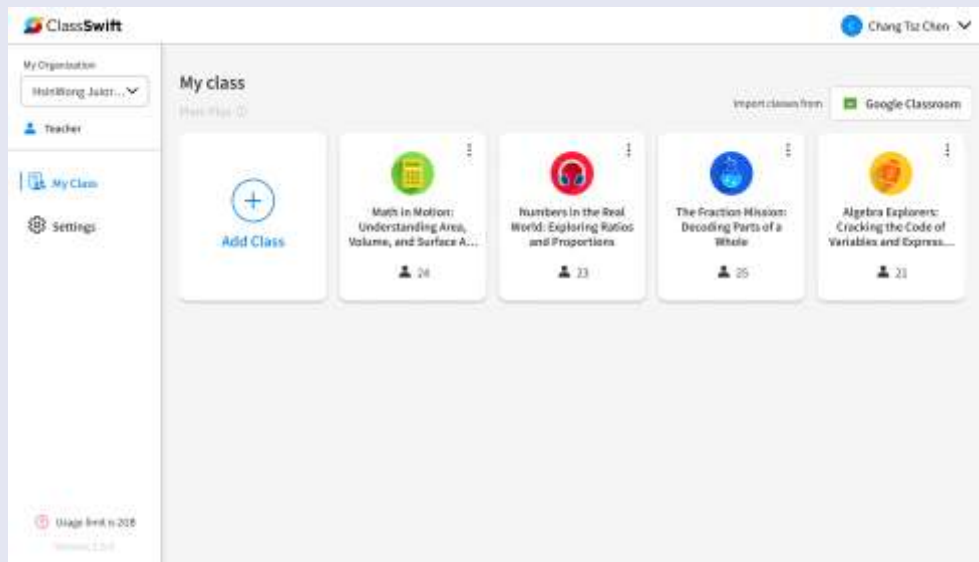 ClassSwift
Chang Tsz Chen
My Organization
Teacher
My Class
Settings
My class
Import classes from
Google Classroom
Add Class
Math in Motion:
Understanding Area,
Volume, and Surface A...
24
Numbers in the Real
World: Exploring Ratios
and Proportions
23
The Fraction Mission:
Decoding Parts of a
Whole
25
Algebra Explorers:
Cracking the Code of
Variables and Express...
21
Usage limit is 2GB